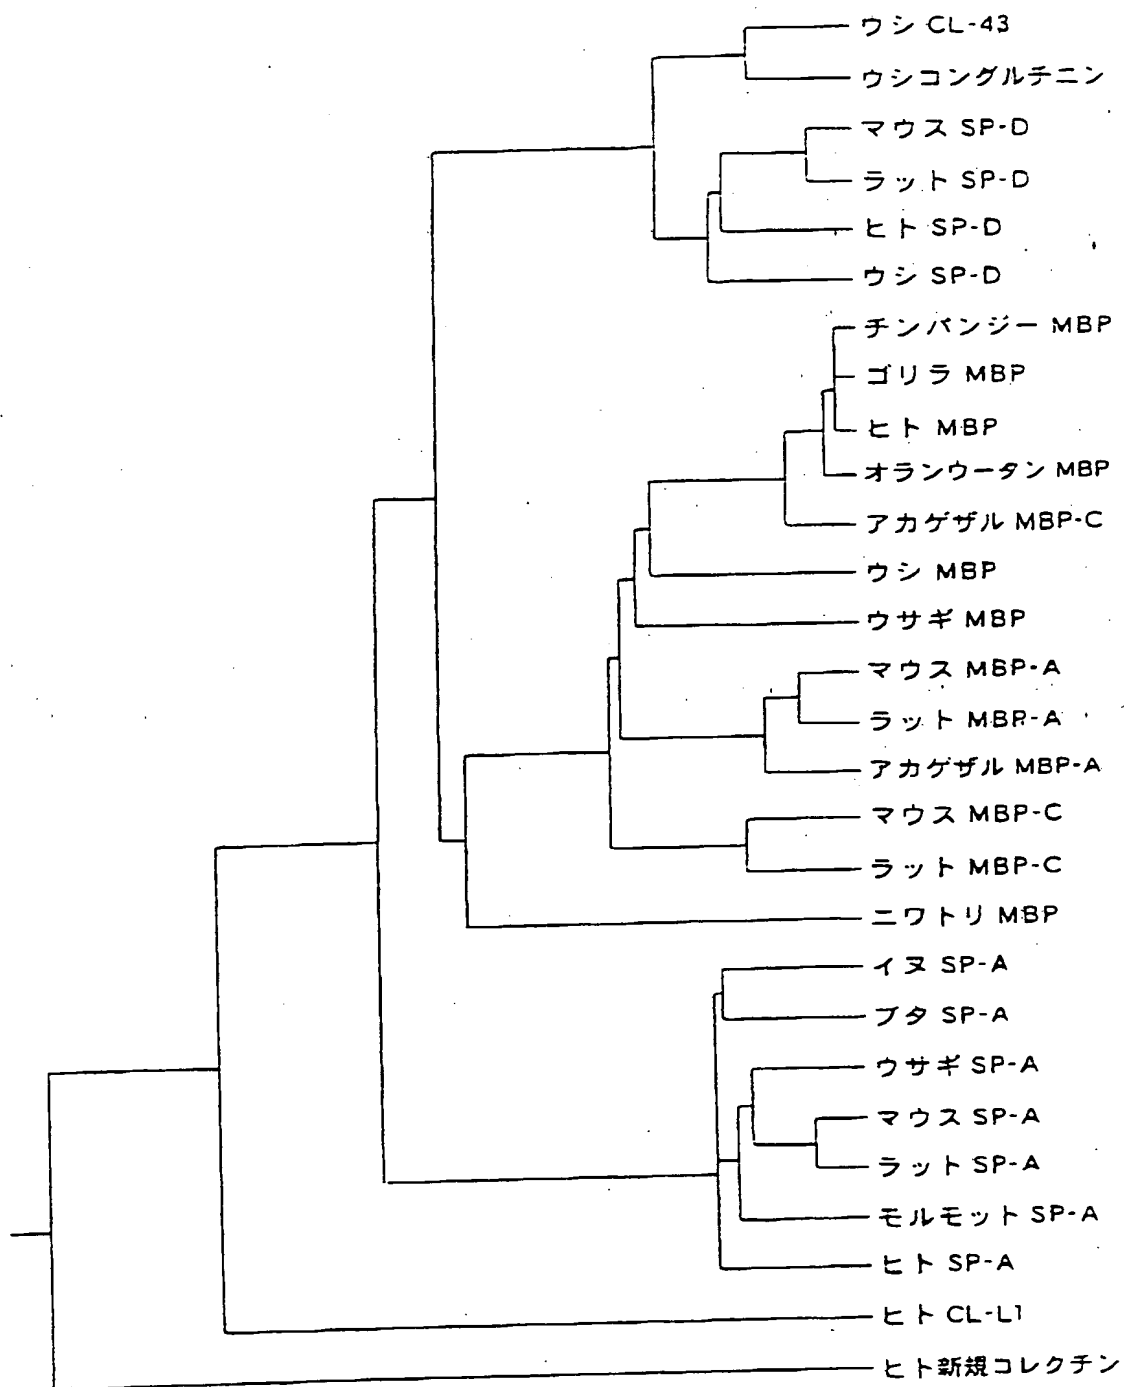 ウシ CL-43
ウシコングルチニン
マウス SP-D
ラット SP-D
ヒト SP-D
ウシ SP-D
チンパンジー MBP
ゴリラ MBP
ヒト MBP
オランウータン MBP
アカゲザル MBP-C
ウシ MBP
ウサギ MBP
マウス MBP-A
ラット MBP-A
アカゲザル MBP-A
マウス MBP-C
ラット MBP-C
ニワトリ MBP
イヌ SP-A
ブタ SP-A
ウサギ SP-A
マウス SP-A
ラット SP-A
モルモット SP-A
ヒト SP-A
ヒト CL-L1
ヒト新規コレクチン